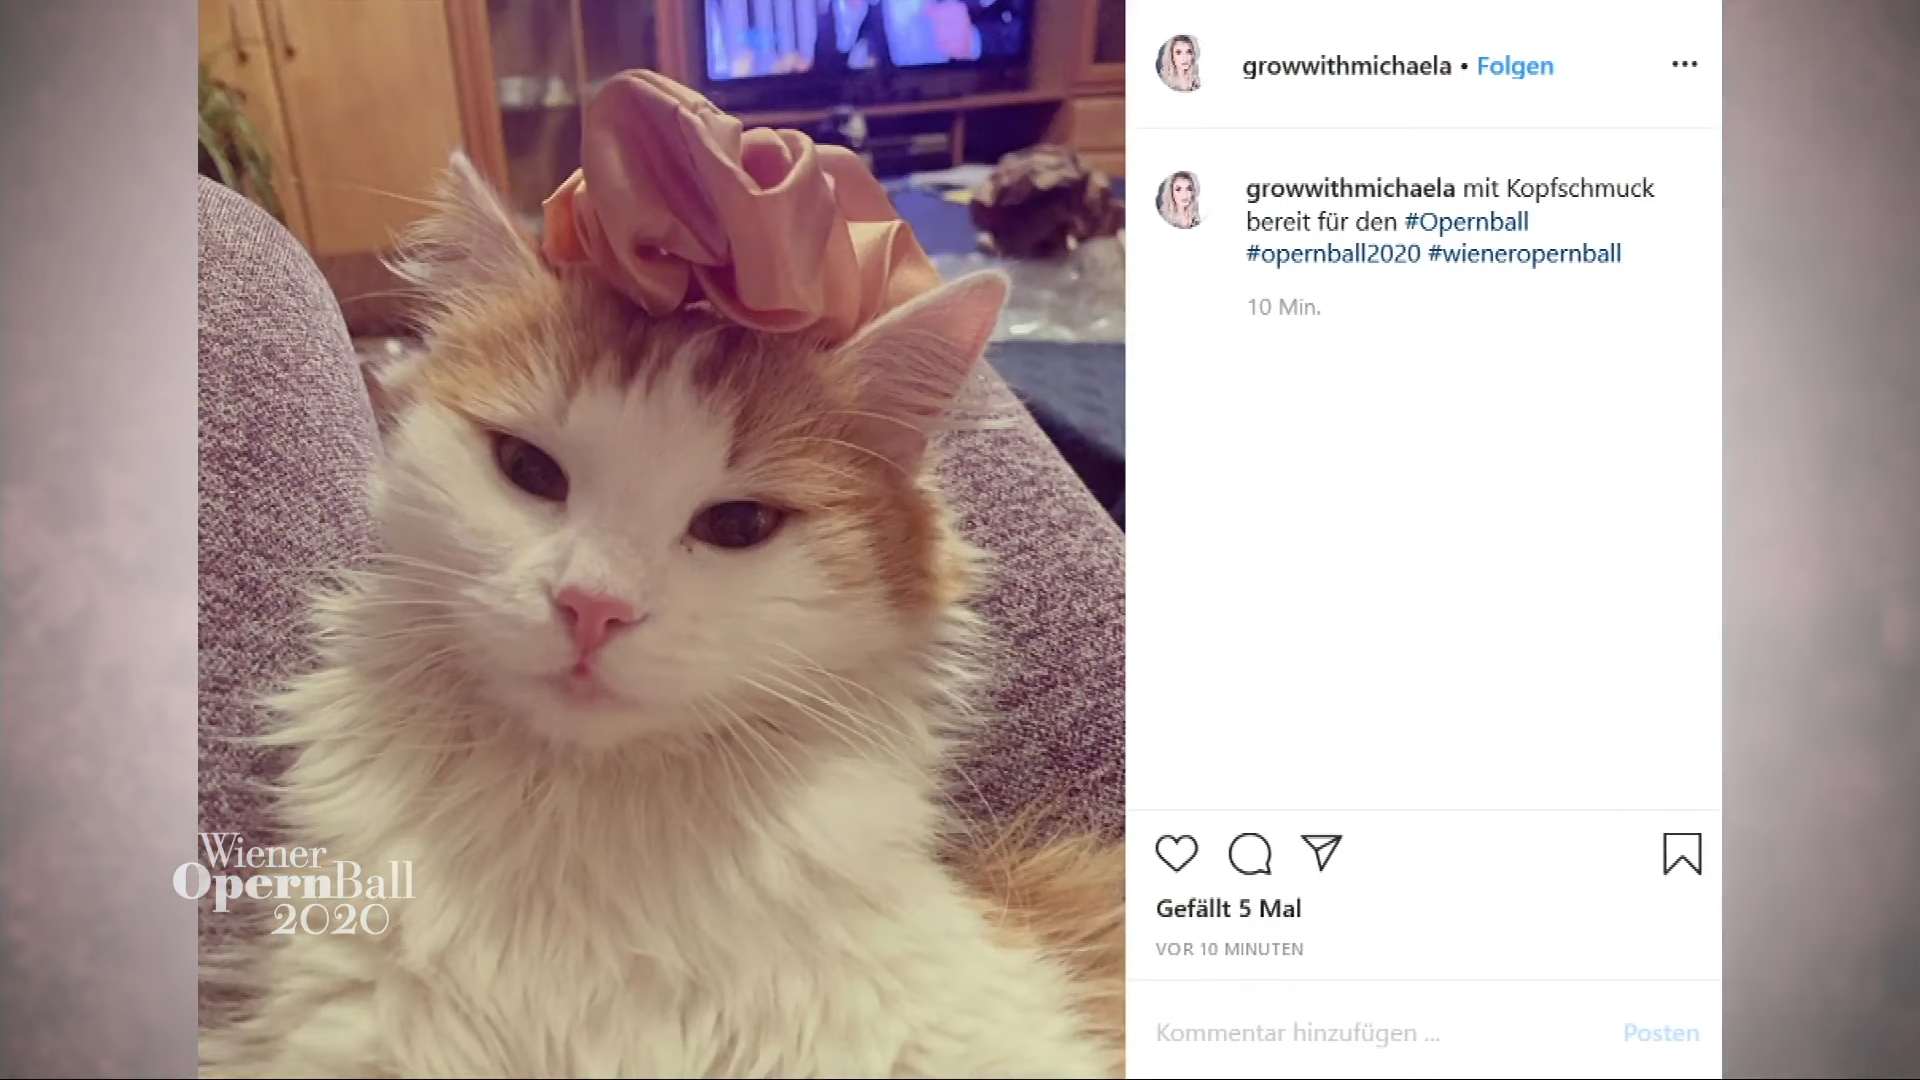 growwithmichaela • Folgen
growwithmichaela mit Kopfschmuck
bereit für den #Opernball
#opernball2020 #wieneropernball
10 Min.
Wiener
OpernBall
2020
Gefällt 5 Mal
VOR 10 MINUTEN
Kommentar hinzufügen ...
Posten